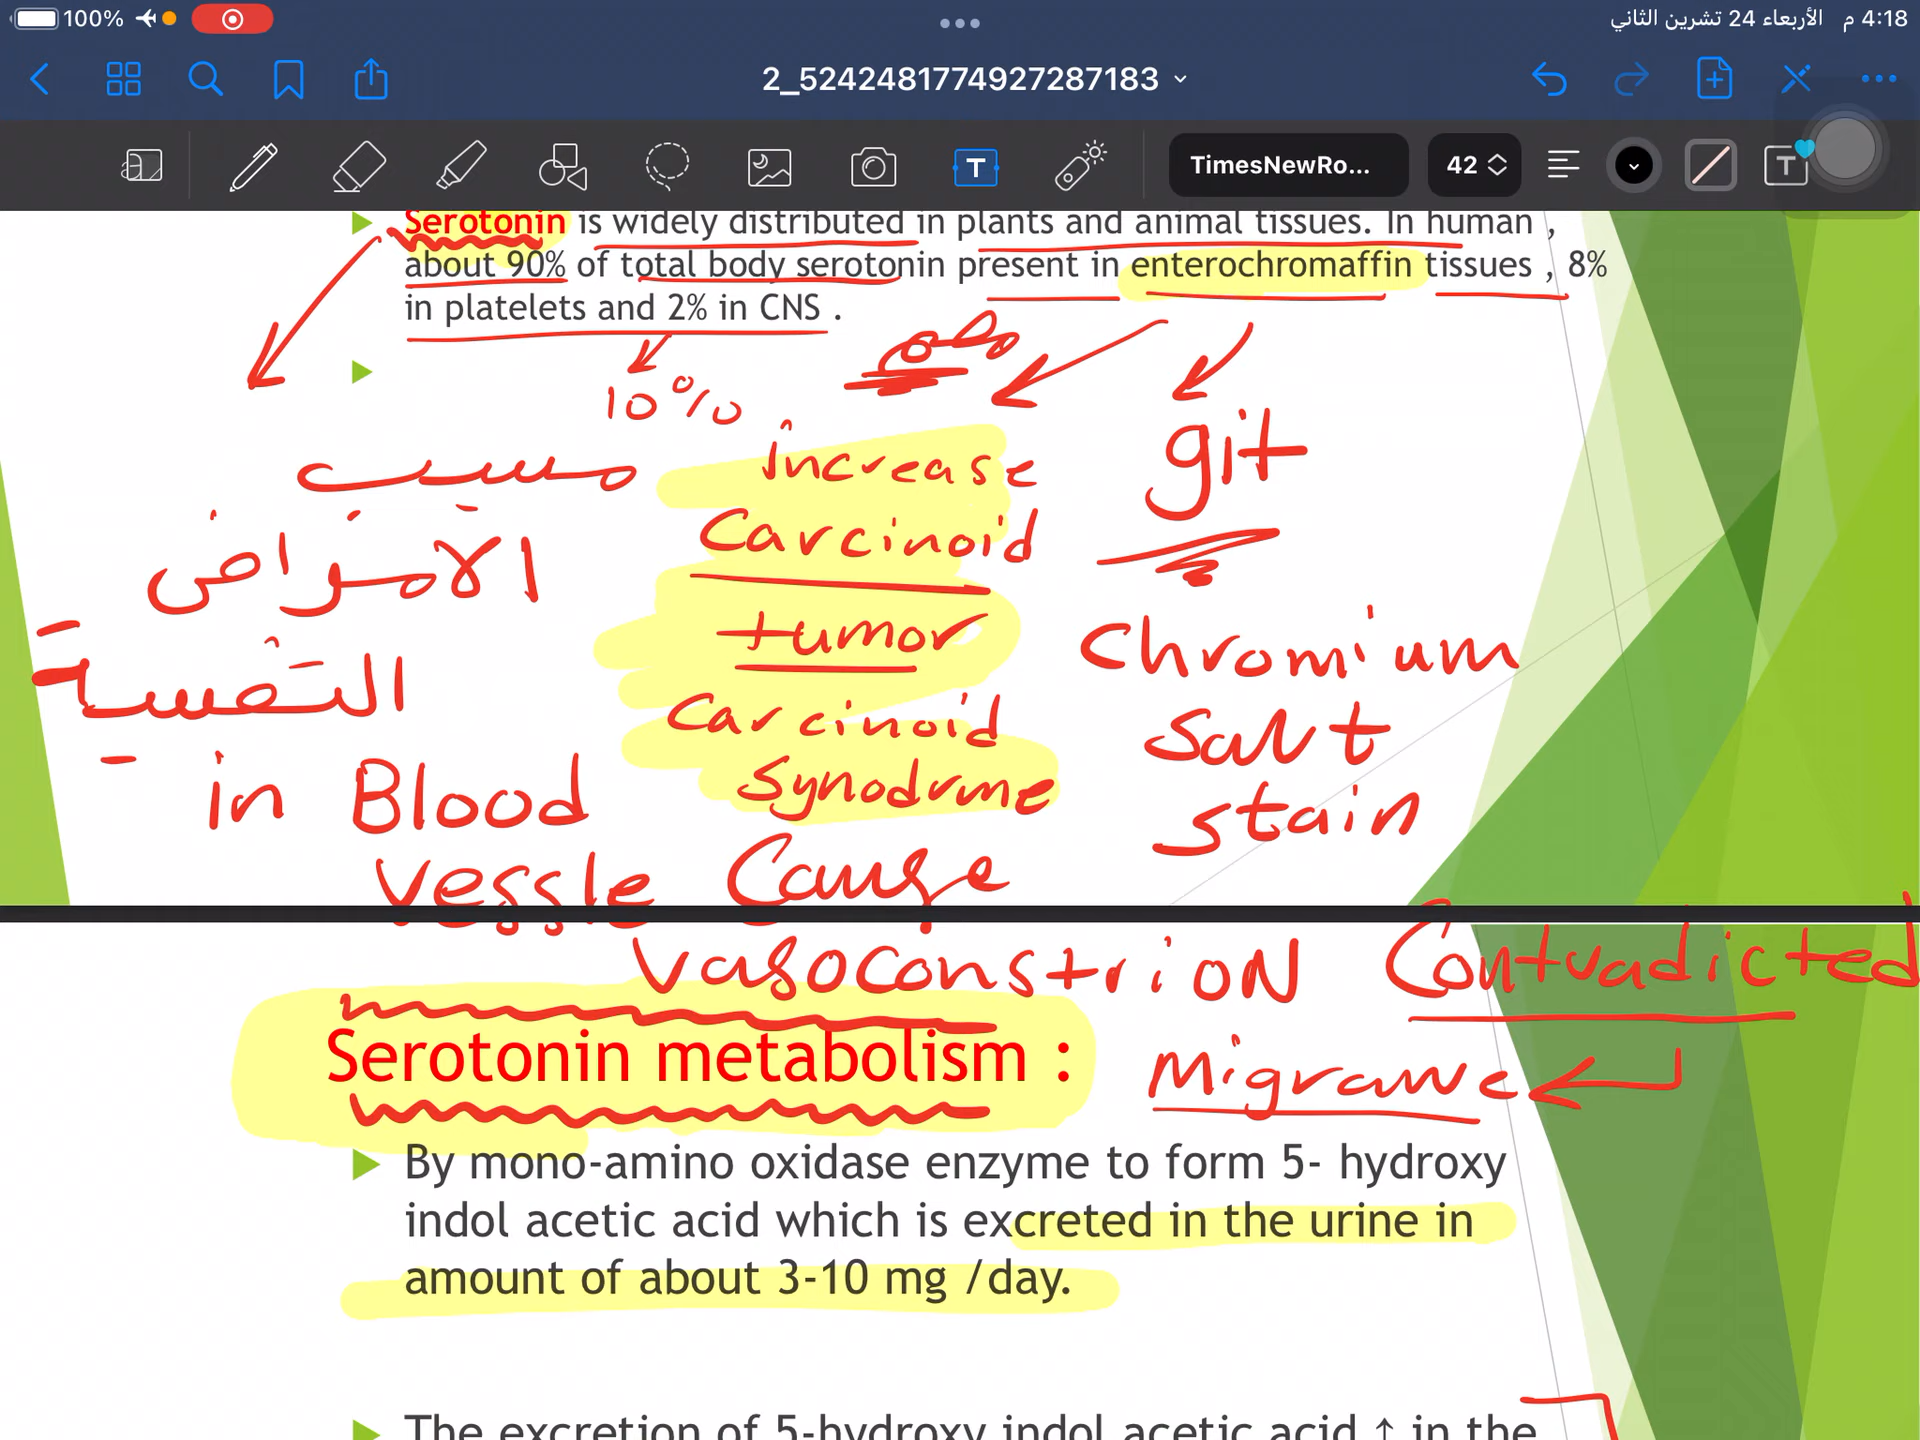 100%
4:18 م الأربعاء 24 تشرين الثاني
2_5242481774927287183
TimesNewRo... 42
Serotonin is widely distributed in plants and animal tissues. In human ,
about 90% of total body serotonin present in enterochromaffin tissues , 8%
in platelets and 2% in CNS .
10%
مسبب
الامراض
النفسية
increase
Carcinoid
tumor
Carcinoid
Synodrme
git
Chromium
Salt
stain
in Blood
Vessle Cause
Vasoconstrion Contradicted
Migrane
Serotonin metabolism :
By mono-amino oxidase enzyme to form 5- hydroxy
indol acetic acid which is excreted in the urine in
amount of about 3-10 mg /day.
The excretion of 5-hydroxy indol acetic acid ↑ in the